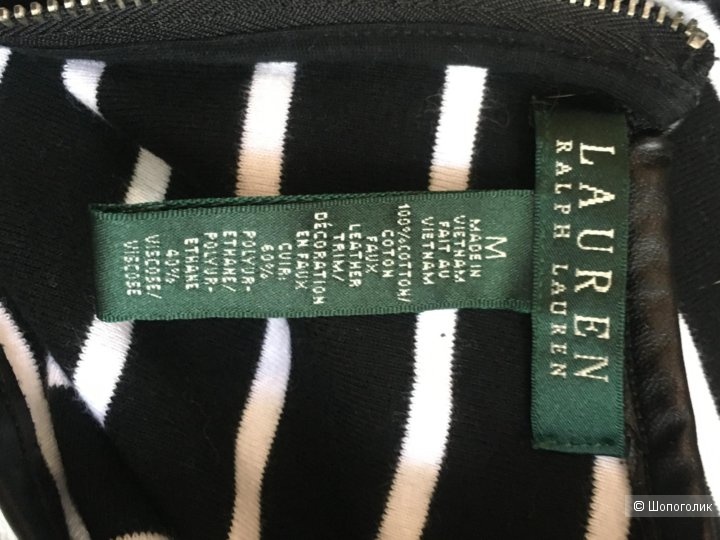 LAUREN
RALPH LAUREN
M
MADE IN
VIETNAM
FAIT AU
VIETNAM
100%COTTON/
COTON
FAUX
LEATHER
TRIM/
DÉCORATION
EN FAUX
CUIR:
60%
POLYUR-
ETHANE/
POLYUR-
ETHANE
40%
VISCOSE/
VISCOSE
© Шопоголик